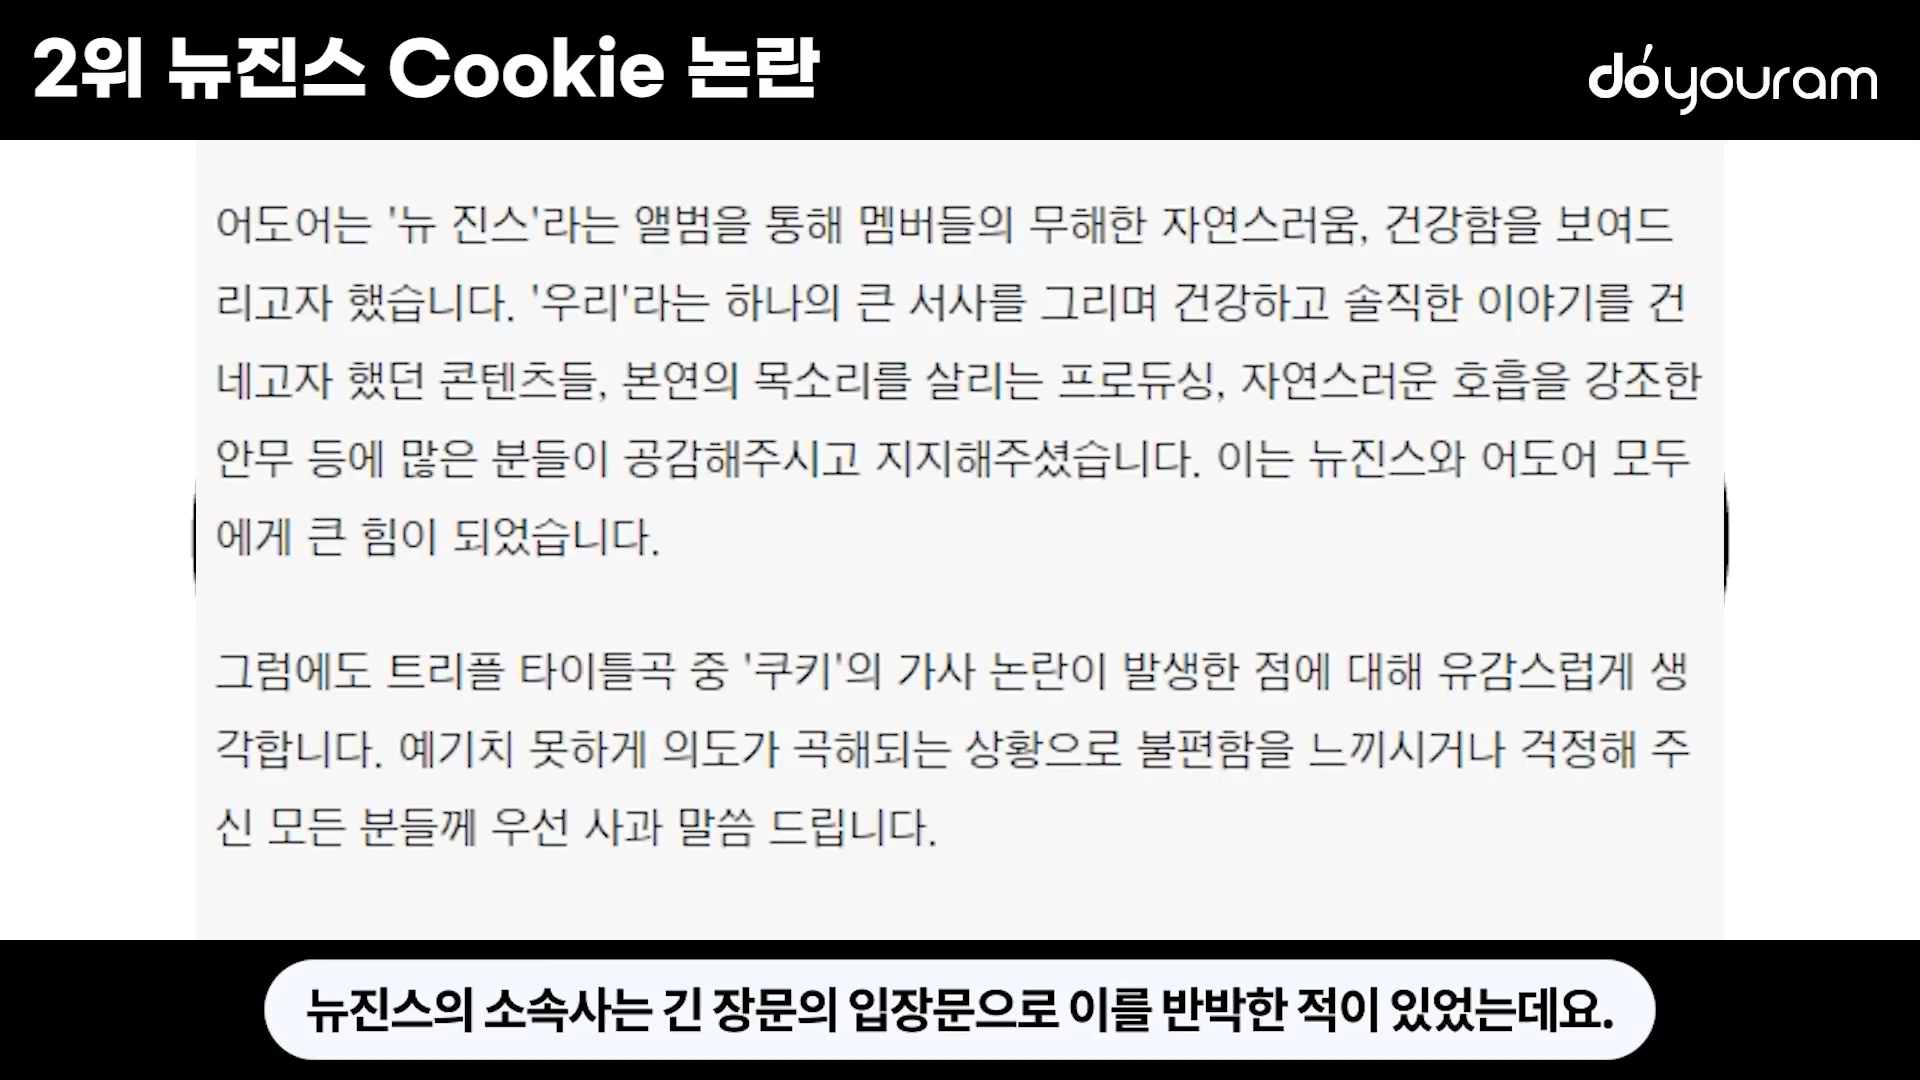 2위 뉴진스 Cookie 논란
dóyouram
어도어는 '뉴 진스'라는 앨범을 통해 멤버들의 무해한 자연스러움, 건강함을 보여드
리고자 했습니다. '우리'라는 하나의 큰 서사를 그리며 건강하고 솔직한 이야기를 건
네고자 했던 콘텐츠들, 본연의 목소리를 살리는 프로듀싱, 자연스러운 호흡을 강조한
안무 등에 많은 분들이 공감해주시고 지지해주셨습니다. 이는 뉴진스와 어도어 모두
에게 큰 힘이 되었습니다.
그럼에도 트리플 타이틀곡 중 '쿠키'의 가사 논란이 발생한 점에 대해 유감스럽게 생
각합니다. 예기치 못하게 의도가 곡해되는 상황으로 불편함을 느끼시거나 걱정해 주
신 모든 분들께 우선 사과 말씀 드립니다.
뉴진스의 소속사는 긴 장문의 입장문으로 이를 반박한 적이 있었는데요.